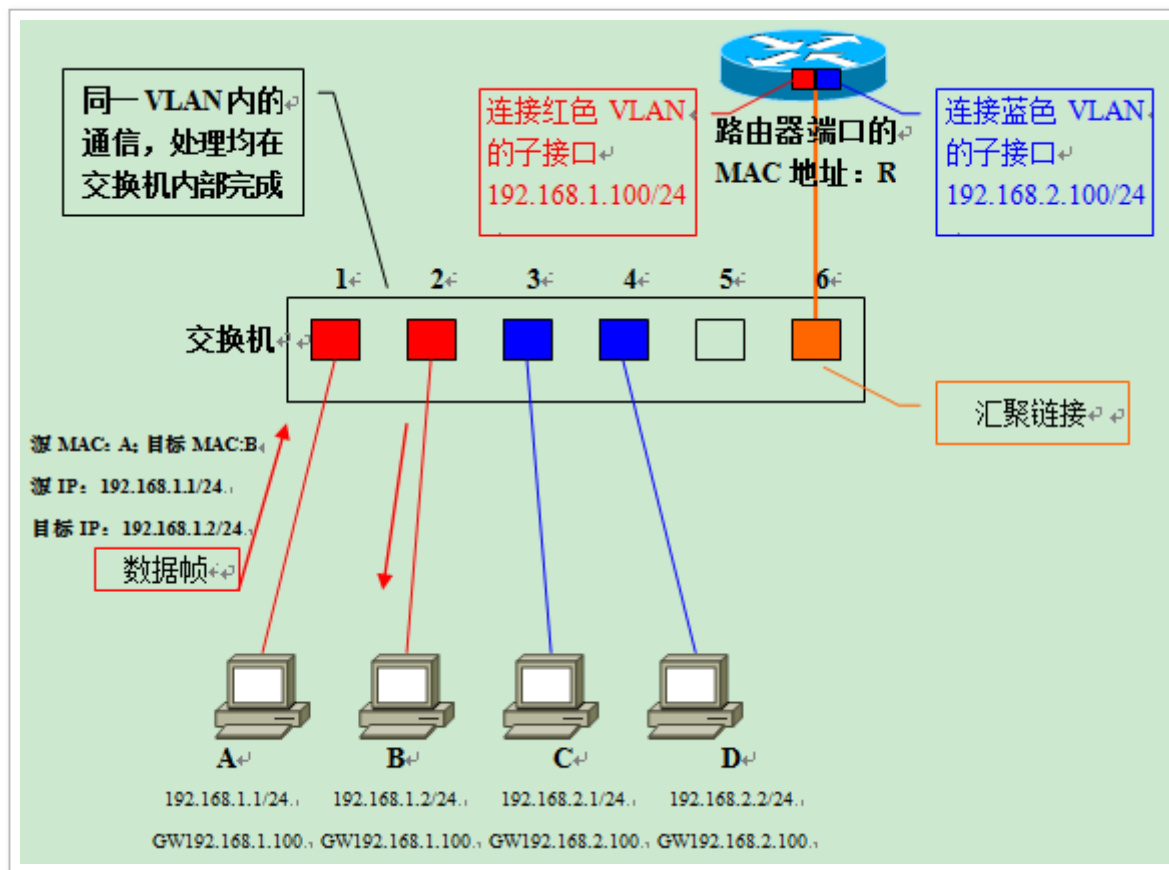 同一 VLAN 内的
通信，处理均在
交换机内部完成
连接红色 VLAN
的子接口
192.168.1.100/24
路由器端口的
MAC 地址：R
连接蓝色 VLAN
的子接口
192.168.2.100/24
1
2
3
4
5
6
交换机
汇聚链接
源 MAC：A；目标 MAC:B
源 IP：192.168.1.1/24
目标 IP：192.168.1.2/24
数据帧
A
B
C
D
192.168.1.1/24
192.168.1.2/24
192.168.2.1/24
192.168.2.2/24
GW192.168.1.100
GW192.168.1.100
GW192.168.2.100
GW192.168.2.100